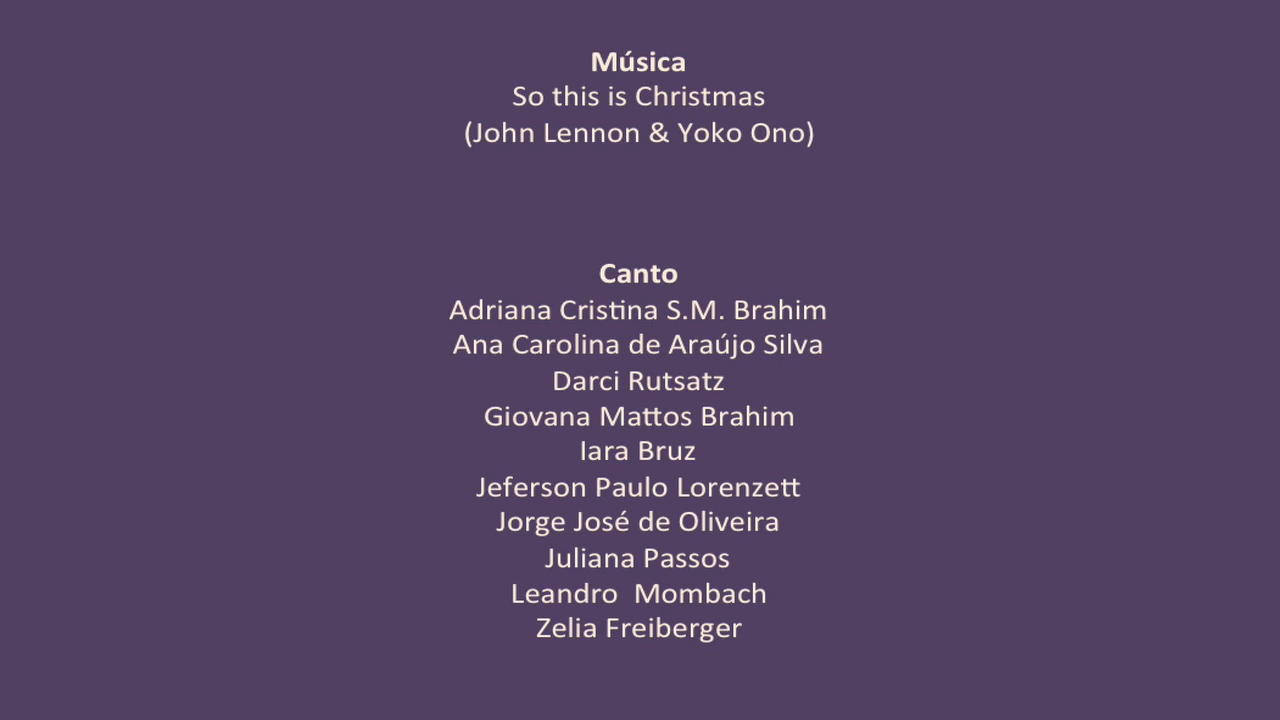 Música
So this is Christmas
(John Lennon & Yoko Ono)
Canto
Adriana Cristina S.M. Brahim
Ana Carolina de Araújo Silva
Darci Rutsatz
Giovana Mattos Brahim
Iara Bruz
Jeferson Paulo Lorenzett
Jorge José de Oliveira
Juliana Passos
Leandro  Mombach
Zelia Freiberger